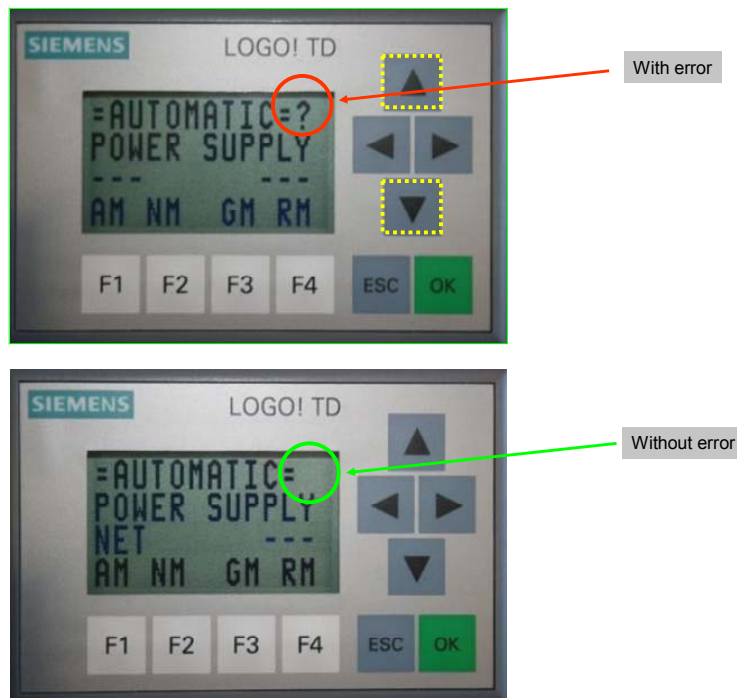 SIEMENS LOGO! TD
With error
=AUTOMATIC=?
POWER SUPPLY
--- ---
AM NM GM RM
F1 F2 F3 F4 ESC OK
SIEMENS LOGO! TD
Without error
=AUTOMATIC=
POWER SUPPLY
NET ---
AM NM GM RM
F1 F2 F3 F4 ESC OK